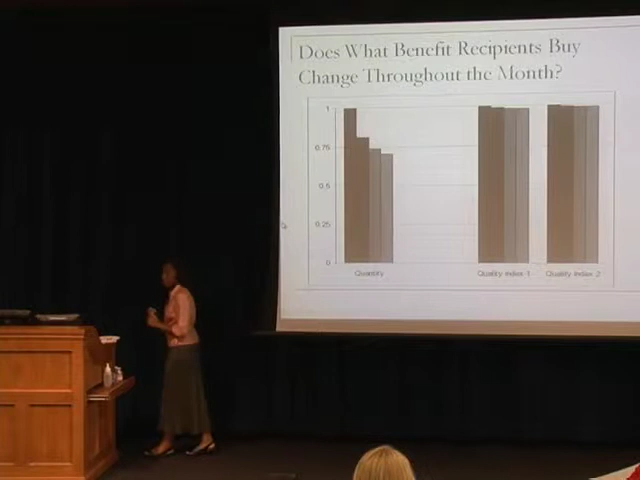 Does What Benefit Recipients Buy
Change Throughout the Month?
1
0.75
0.5
0.25
0
Quantity
Quality Index 1
Quality Index 2